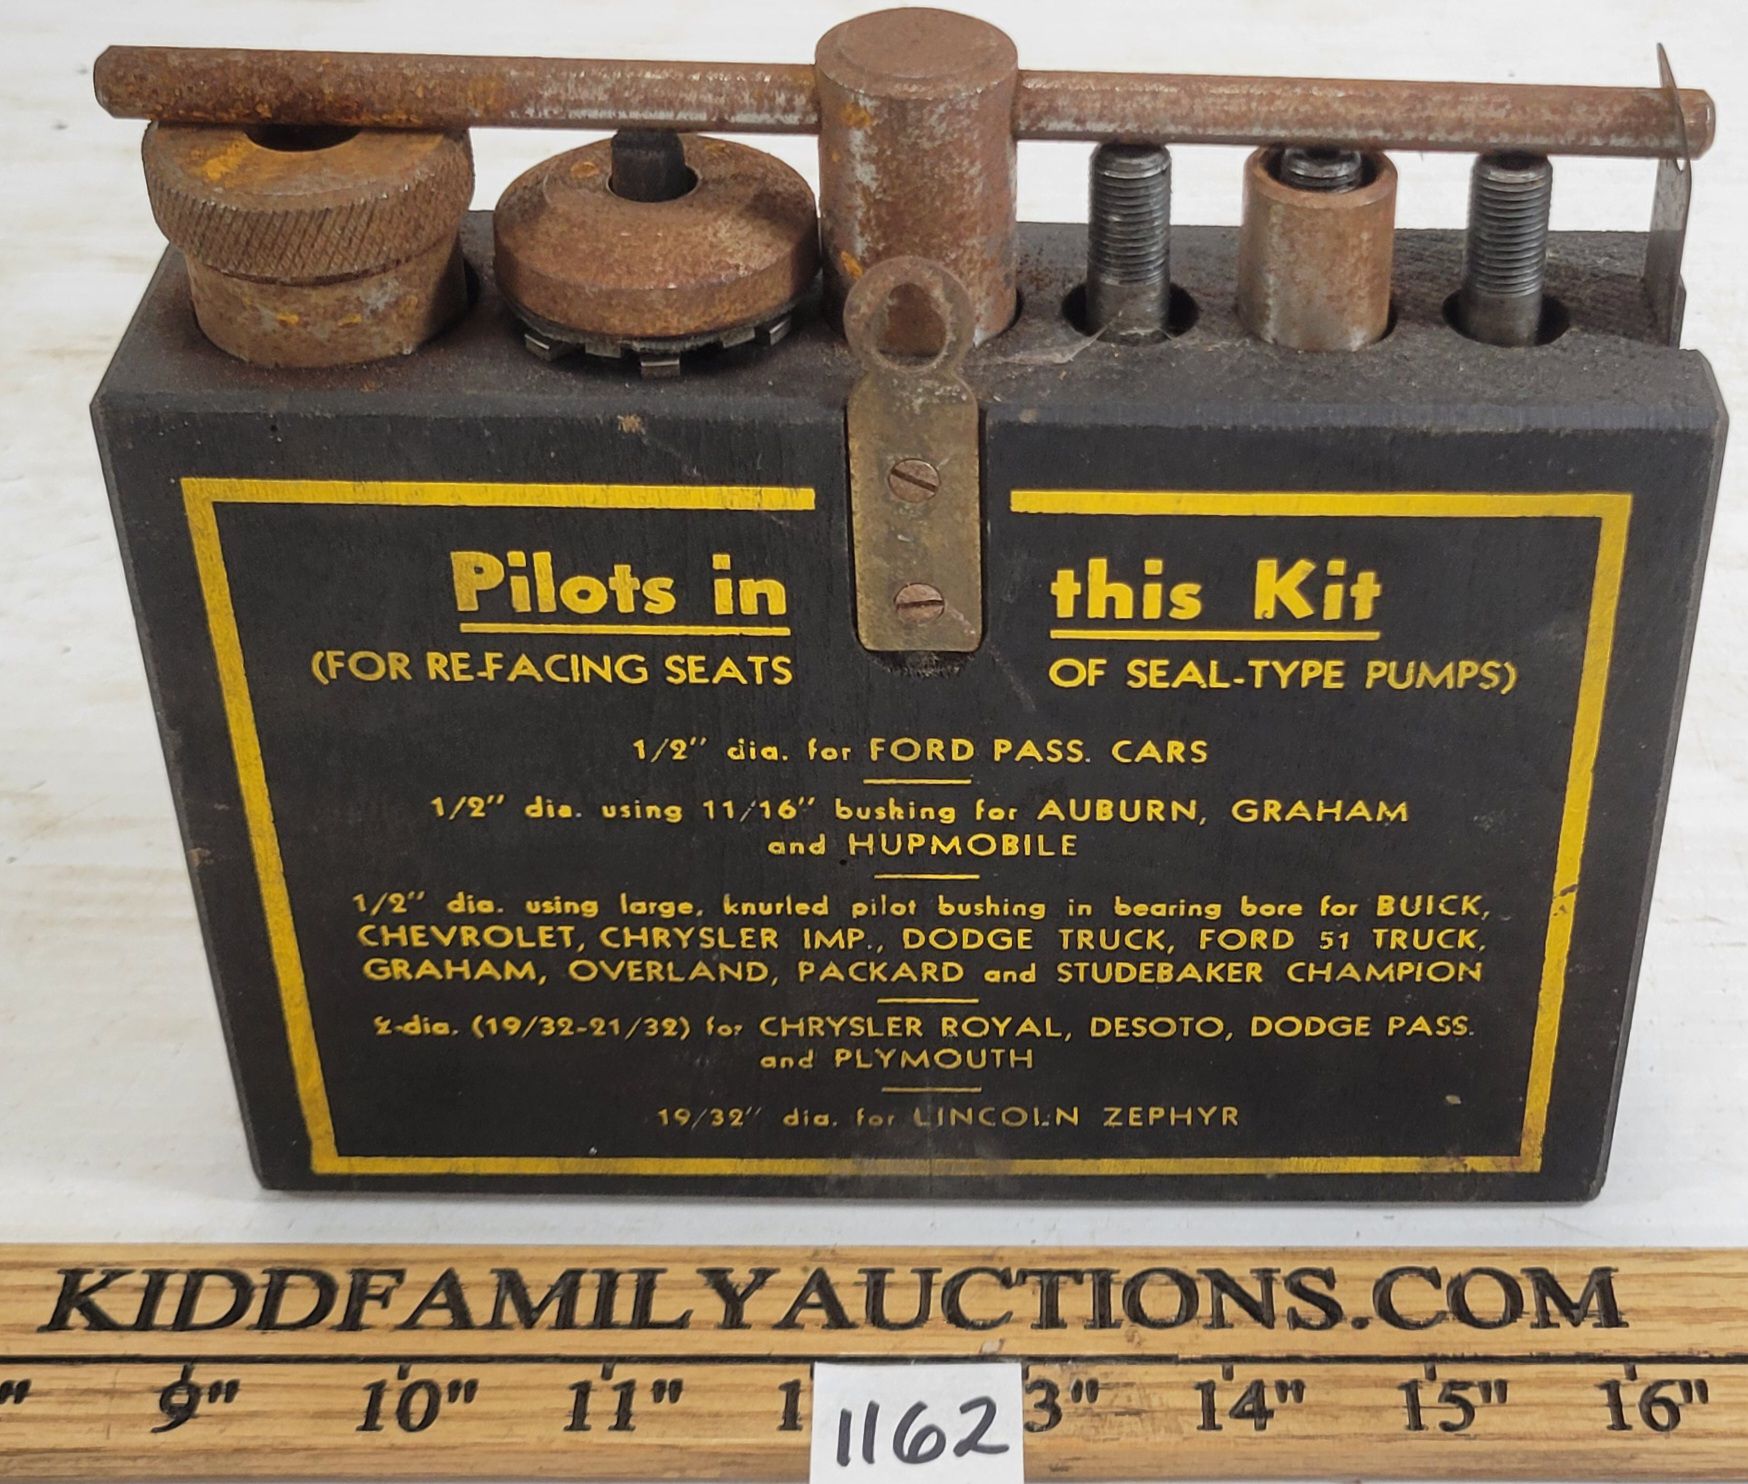 Pilots in this Kit
(FOR RE-FACING SEATS OF SEAL-TYPE PUMPS)
1/2" dia. for FORD PASS. CARS
1/2" dia. using 11/16" bushing for AUBURN, GRAHAM
and HUPMOBILE
1/2" dia. using large, knurled pilot bushing in bearing bore for BUICK,
CHEVROLET, CHRYSLER IMP., DODGE TRUCK, FORD 51 TRUCK,
GRAHAM, OVERLAND, PACKARD and STUDEBAKER CHAMPION
2-dia. (19/32-21/32) for CHRYSLER ROYAL, DESOTO, DODGE PASS.
and PLYMOUTH
19/32" dia. for LINCOLN ZEPHYR
KIDDFAMILYAUCTIONS.COM
9" 10" 11" 1 3" 14" 15" 16"
1162